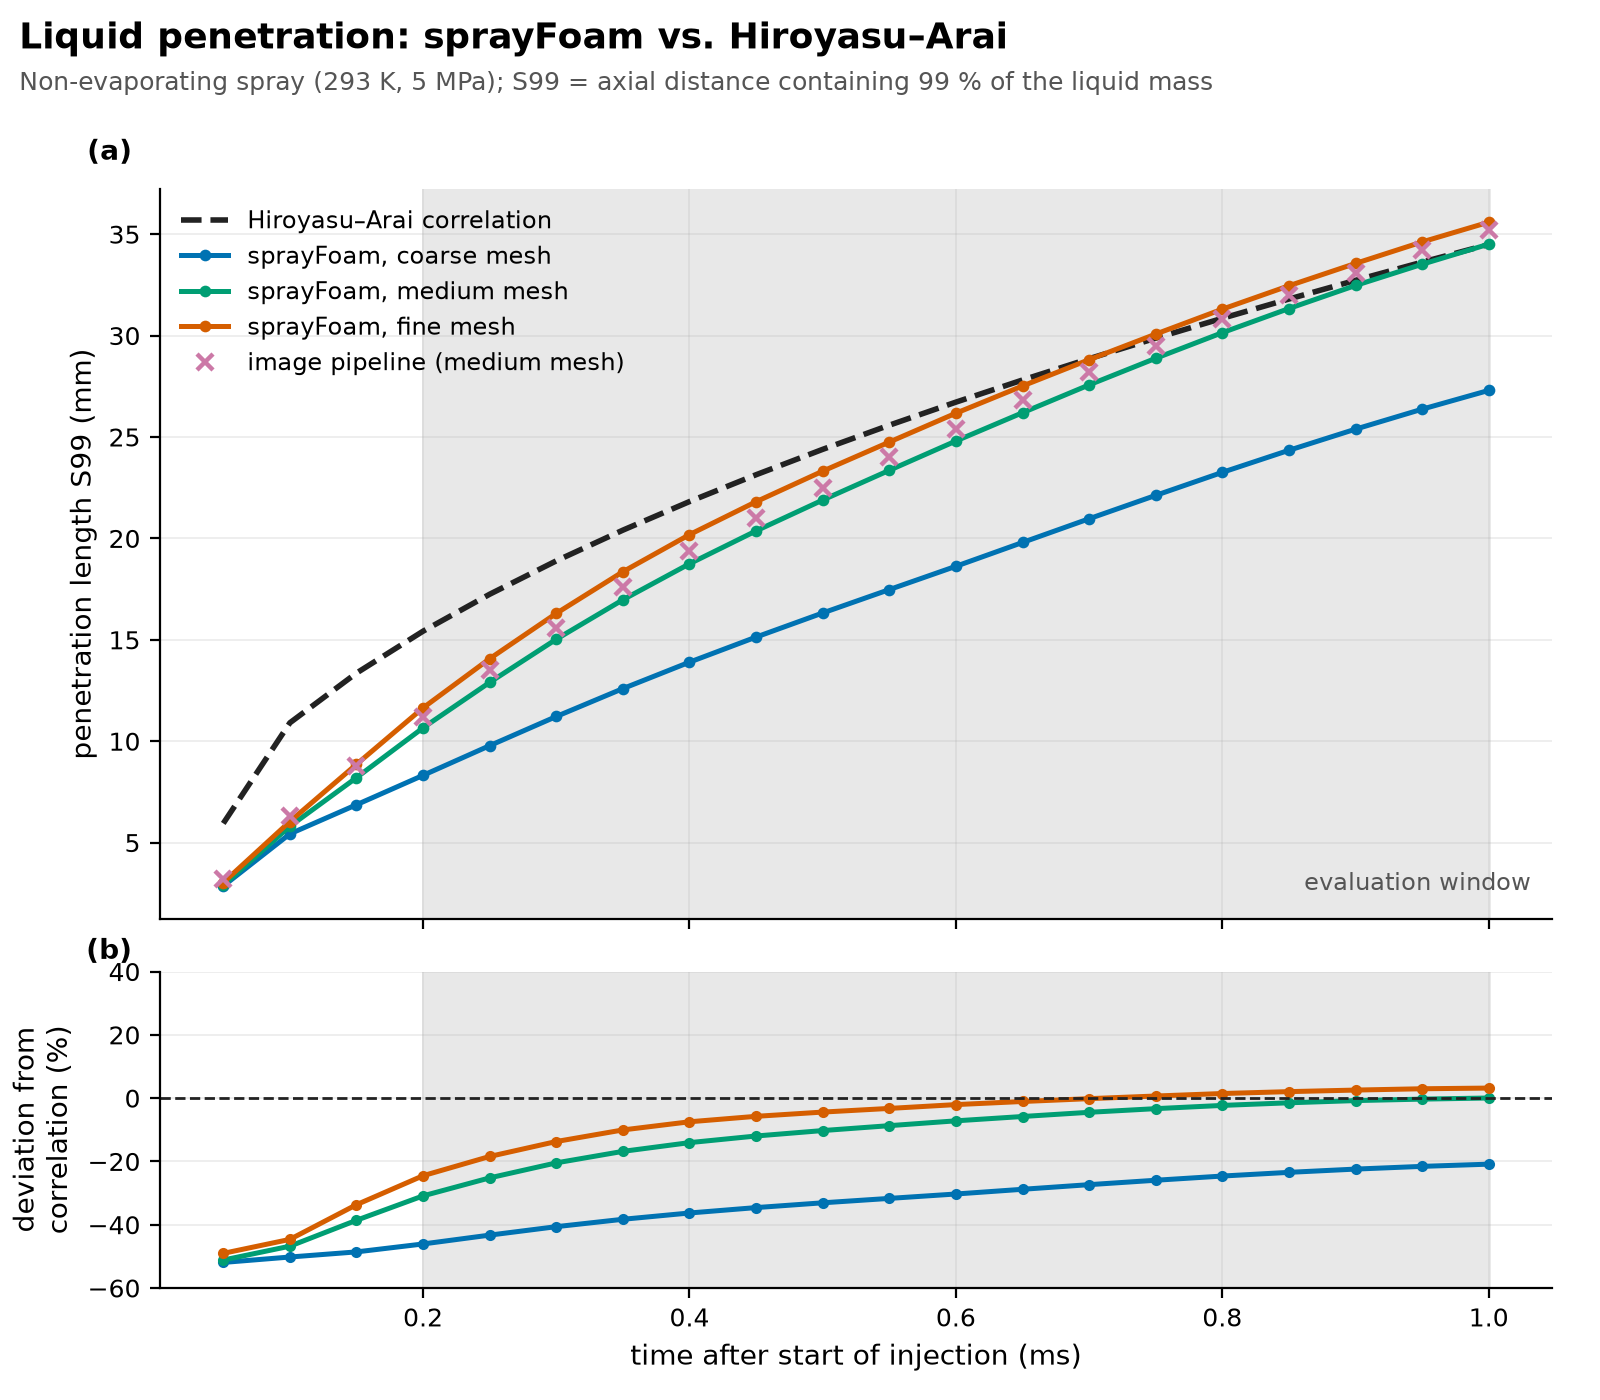 Liquid penetration: sprayFoam vs. Hiroyasu–Arai
Non-evaporating spray (293 K, 5 MPa); S99 = axial distance containing 99 % of the liquid mass
(a)
penetration length S99 (mm)
35
30
25
20
15
10
5
Hiroyasu–Arai correlation
sprayFoam, coarse mesh
sprayFoam, medium mesh
sprayFoam, fine mesh
image pipeline (medium mesh)
evaluation window
(b)
deviation from
correlation (%)
40
20
0
−20
−40
−60
0.2
0.4
0.6
0.8
1.0
time after start of injection (ms)